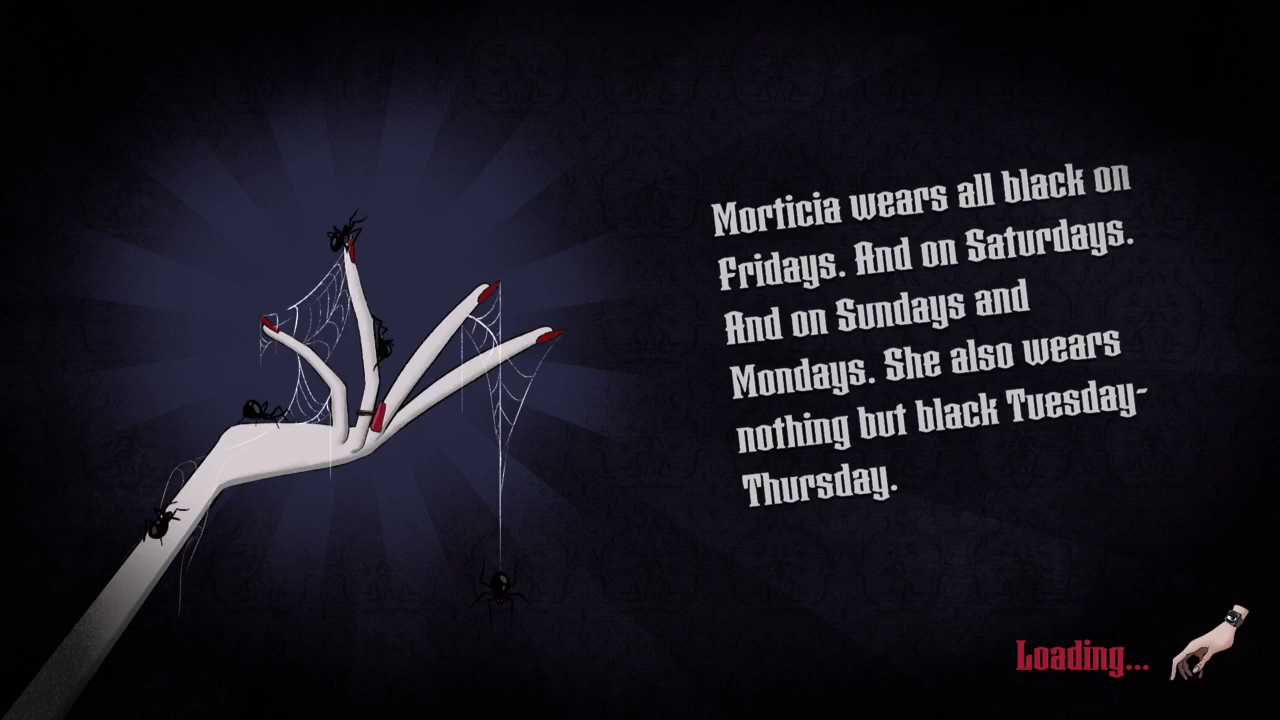 Morticia wears all black on
Fridays. And on Saturdays.
And on Sundays and
Mondays. She also wears
nothing but black Tuesday-
Thursday.
Loading...